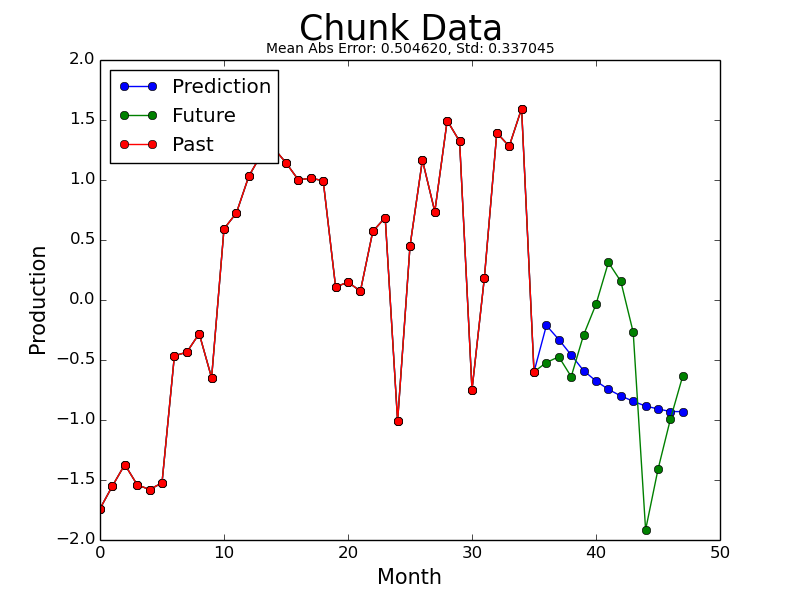 Chunk Data
Mean Abs Error: 0.504620, Std: 0.337045
2.0
1.5
1.0
0.5
0.0
−0.5
−1.0
−1.5
−2.0
Production
Prediction
Future
Past
0 10 20 30 40 50
Month